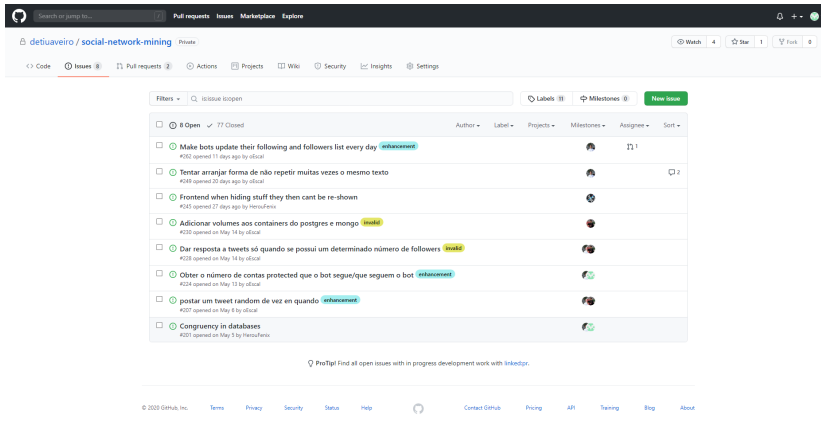 Search or jump to... / Pull requests Issues Marketplace Explore
detiuaveiro / social-network-mining Private Watch 4 Star 1 Fork 0
Code Issues 8 Pull requests 2 Actions Projects Wiki Security Insights Settings
Filters is:issue is:open Labels 11 Milestones 0 New issue
8 Open 77 Closed Author Label Projects Milestones Assignee Sort
Make bots update their following and followers list every day enhancement 1
#262 opened 11 days ago by oEscal
Tentar arranjar forma de não repetir muitas vezes o mesmo texto 2
#249 opened 20 days ago by oEscal
Frontend when hiding stuff they then cant be re-shown
#245 opened 27 days ago by HerouFenix
Adicionar volumes aos containers do postgres e mongo invalid
#230 opened on May 14 by oEscal
Dar resposta a tweets só quando se possui um determinado número de followers invalid
#228 opened on May 14 by oEscal
Obter o número de contas protected que o bot segue/que seguem o bot enhancement
#224 opened on May 13 by oEscal
postar um tweet random de vez en quando enhancement
#207 opened on May 6 by oEscal
Congruency in databases
#201 opened on May 5 by HerouFenix
ProTip! Find all open issues with in progress development work with linked:pr.
© 2020 GitHub, Inc. Terms Privacy Security Status Help Contact GitHub Pricing API Training Blog About